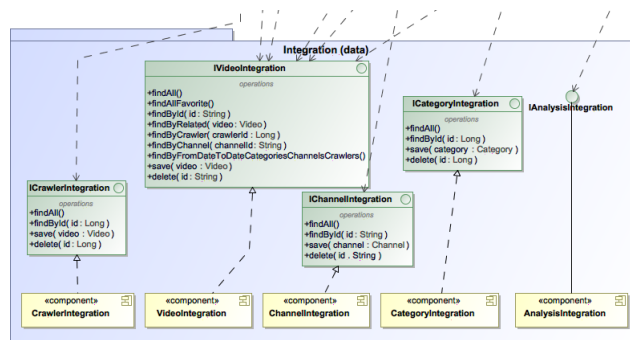 Integration (data)
IVideoIntegration
operations
+findAll()
+findAllFavorite()
+findById( id : String )
+findByRelated( video : Video )
+findByCrawler( crawlerId : Long )
+findByChannel( channelId : String )
+findByFromDateToDateCategoriesChannelsCrawlers()
+save( video : Video )
+delete( id : String )
ICategoryIntegration
operations
+findAll()
+findById( id : Long )
+save( category : Category )
+delete( id : Long )
IAnalysisIntegration
ICrawlerIntegration
operations
+findAll()
+findById( id : Long )
+save( video : Video )
+delete( id : Long )
IChannelIntegration
operations
+findAll()
+findById( id : String )
+save( channel : Channel )
+delete( id . String )
«component»
CrawlerIntegration
«component»
VideoIntegration
«component»
ChannelIntegration
«component»
CategoryIntegration
«component»
AnalysisIntegration